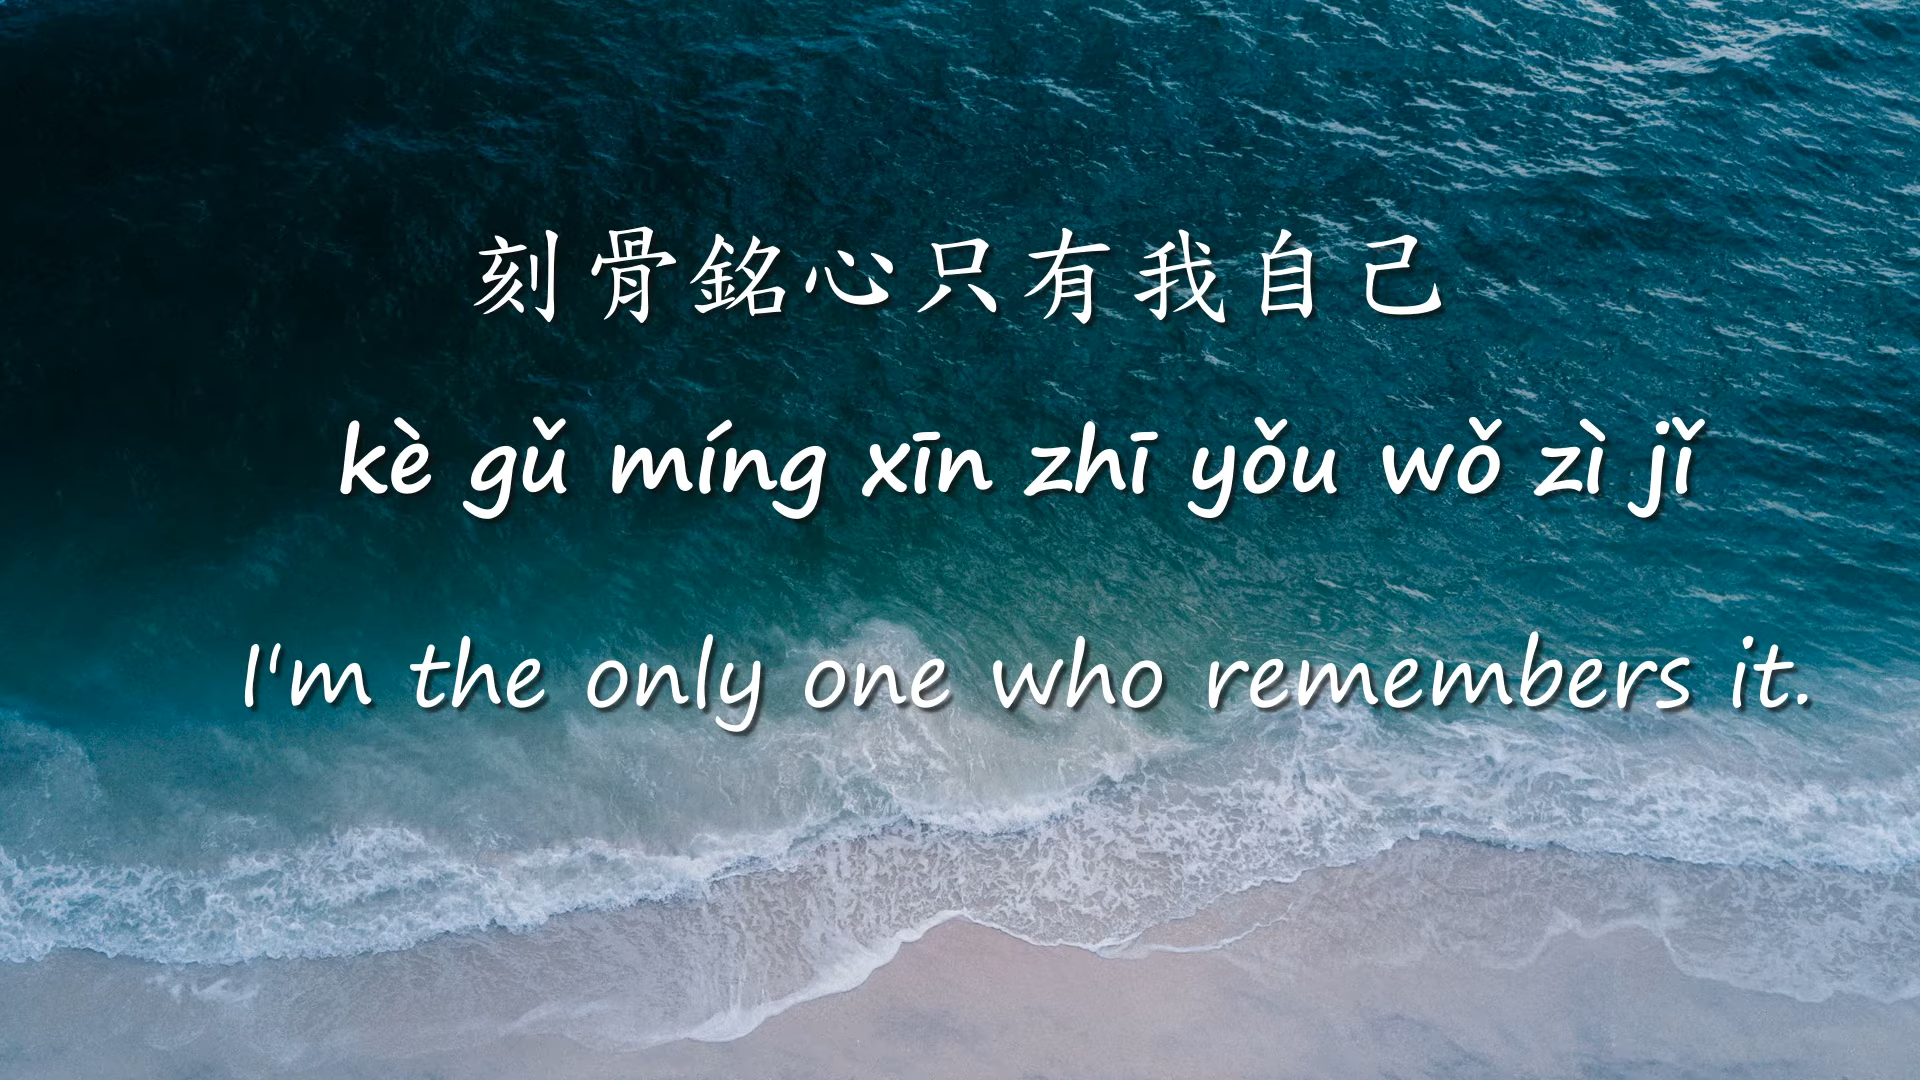 刻骨銘心只有我自己
kè gǔ míng xīn zhī yǒu wǒ zì jǐ
I'm the only one who remembers it.